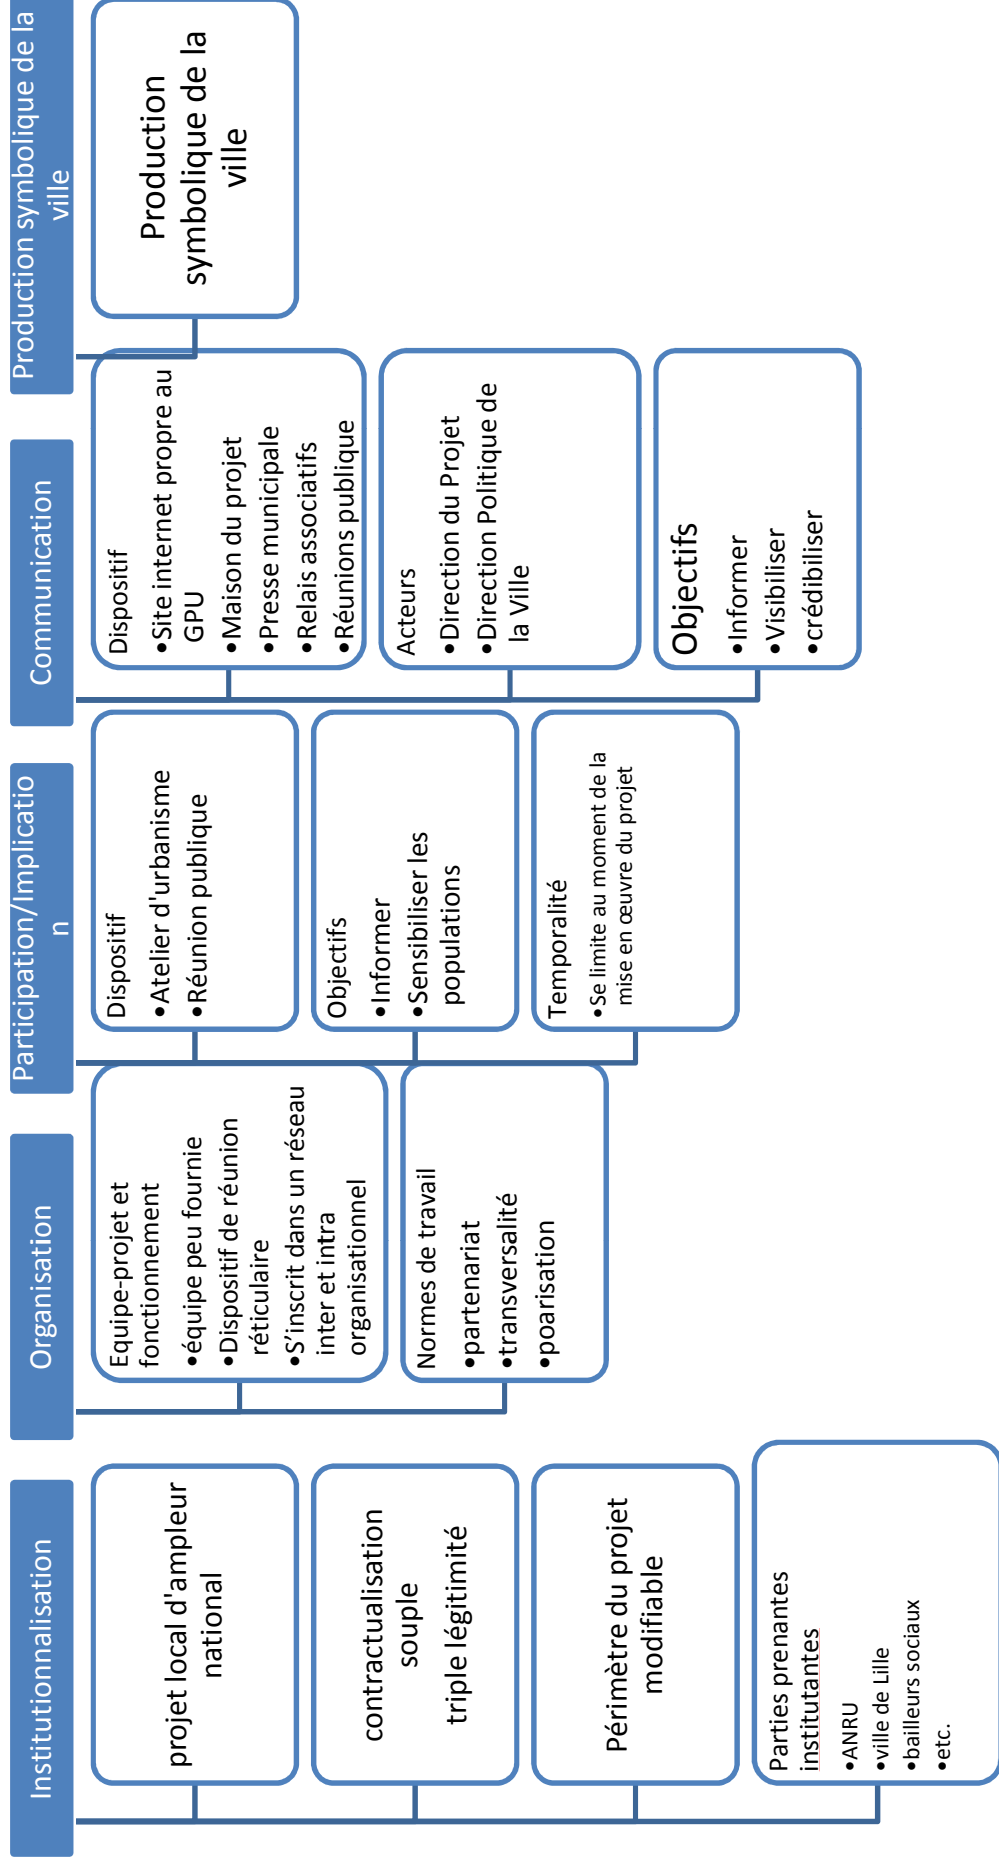 Institutionnalisation
projet local d'ampleur
national
contractualisation
souple
triple légitimité
Périmètre du projet
modifiable
Parties prenantes
institutantes
•ANRU
•ville de Lille
•bailleurs sociaux
•etc.
Organisation
Equipe-projet et
fonctionnement
•équipe peu fournie
•Dispositif de réunion
réticulaire
•S'inscrit dans un réseau
inter et intra
organisationnel
Normes de travail
•partenariat
•transversalité
•poarisation
Participation/Implicatio
n
Dispositif
•Atelier d'urbanisme
•Réunion publique
Objectifs
•Informer
•Sensibiliser les
populations
Temporalité
•Se limite au moment de la
mise en œuvre du projet
Communication
Dispositif
•Site internet propre au
GPU
•Maison du projet
•Presse municipale
•Relais associatifs
•Réunions publique
Acteurs
•Direction du Projet
•Direction Politique de
la Ville
Objectifs
•Informer
•Visibiliser
•crédibiliser
Production symbolique de la
ville
Production
symbolique de la
ville